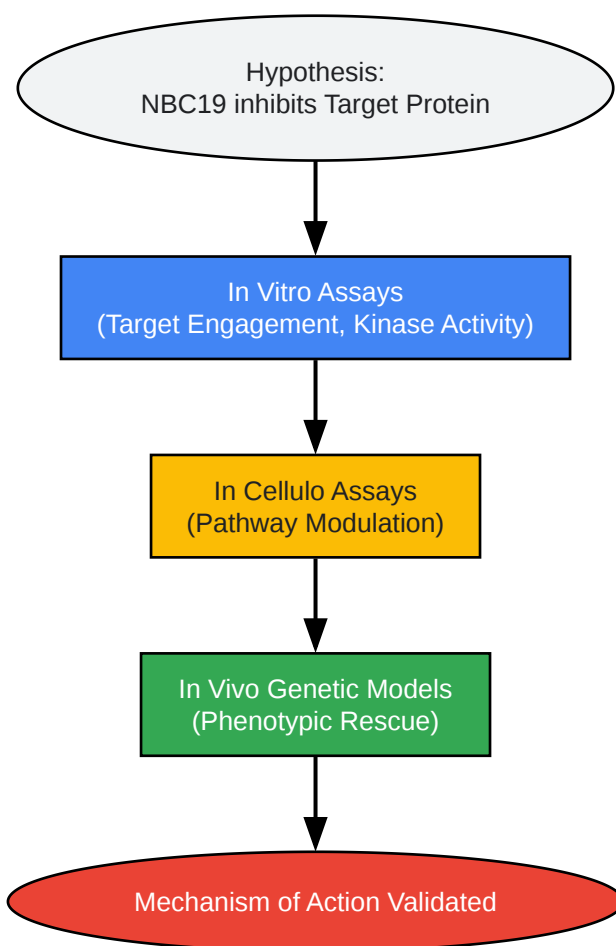 Hypothesis:
NBC19 inhibits Target Protein
In Vitro Assays
(Target Engagement, Kinase Activity)
In Cellulo Assays
(Pathway Modulation)
In Vivo Genetic Models
(Phenotypic Rescue)
Mechanism of Action Validated